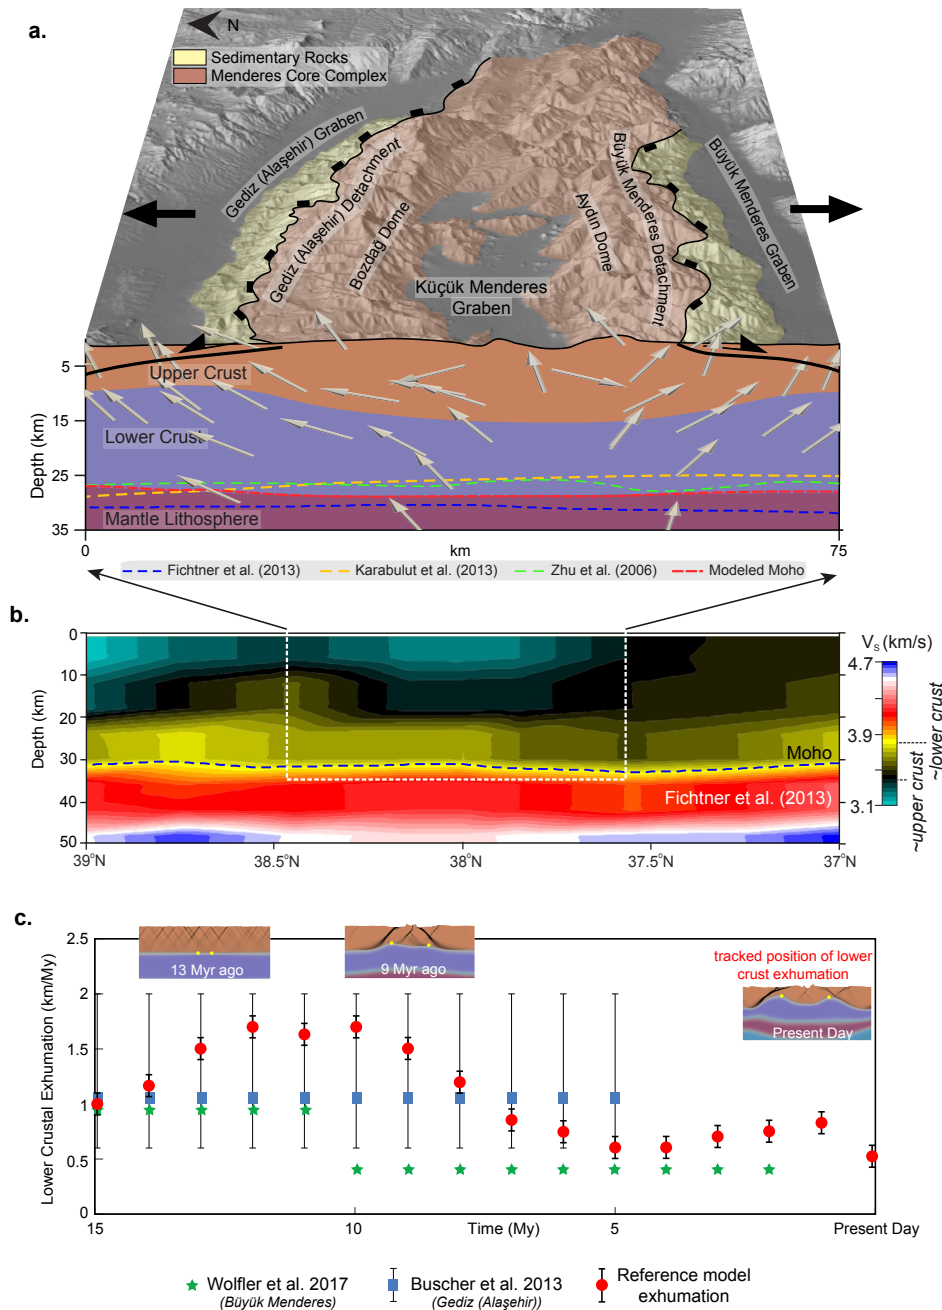 a.
N
Sedimentary Rocks
Menderes Core Complex
Gediz (Alaşehir) Graben
Gediz (Alaşehir) Detachment
Bozdağ Dome
Küçük Menderes
Graben
Aydın Dome
Büyük Menderes Detachment
Büyük Menderes Graben
Depth (km)
5
15
25
35
Upper Crust
Lower Crust
Mantle Lithosphere
0
km
75
Fichtner et al. (2013)
Karabulut et al. (2013)
Zhu et al. (2006)
Modeled Moho
b.
Depth (km)
0
10
20
30
40
50
Moho
Fichtner et al. (2013)
39°N
38.5°N
38°N
37.5°N
37°N
Vs (km/s)
4.7
3.9
3.1
~upper crust
~lower crust
c.
Lower Crustal Exhumation (km/My)
2.5
2
1.5
1
0.5
0
13 Myr ago
9 Myr ago
tracked position of lower
crust exhumation
Present Day
15
10
Time (My)
5
Present Day
Wolfler et al. 2017
(Büyük Menderes)
Buscher et al. 2013
(Gediz (Alaşehir))
Reference model
exhumation